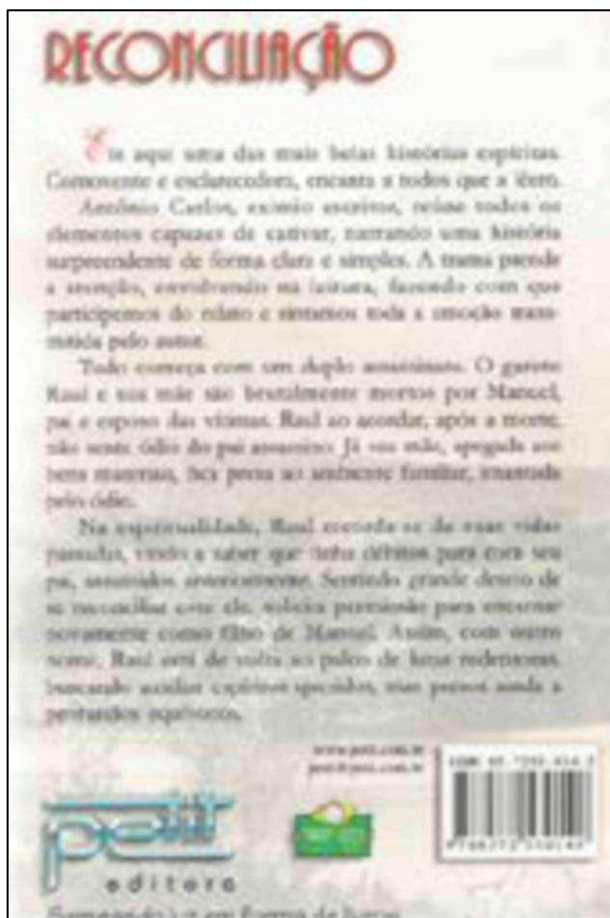 RECONCILIAÇÃO
Eis aqui uma das mais belas histórias espíritas.
Comovente e esclarecedora, encanta a todos que a lêem.
Antônio Carlos, exímio escritor, reúne todos os
elementos capazes de cativar, narrando uma história
surpreendente de forma clara e simples. A trama prende
a atenção, envolvendo na leitura, fazendo com que
participemos do relato e sintamos toda a emoção trans-
mitida pelo autor.
Tudo começa com um duplo assassinato. O garoto
Raul e sua mãe são brutalmente mortos por Manuel,
pai e esposo das vítimas. Raul ao acordar, após a morte,
não sente ódio do pai assassino. Já sua mãe, apegada aos
bens materiais, fica presa ao ambiente familiar, imantada
pelo ódio.
Na espiritualidade, Raul recorda-se de suas vidas
passadas, vindo a saber que tinha débitos para com seu
pai, assumidos anteriormente. Sentindo grande desejo de
se reconciliar com ele, solicita permissão para encarnar
novamente como filho de Manuel. Assim, com outro
nome, Raul está de volta ao palco de lutas redentoras,
buscando auxiliar espíritos queridos, mas presos ainda a
profundos equívocos.
www.petit.com.br
petit@petit.com.br
ISBN
petit
editora
em forma de livros